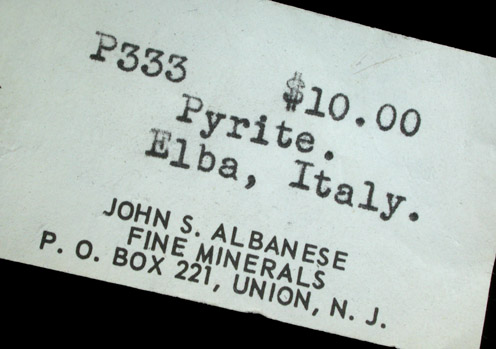 P333 $10.00
Pyrite.
Elba, Italy.
JOHN S. ALBANESE
FINE MINERALS
P. O. BOX 221, UNION, N. J.